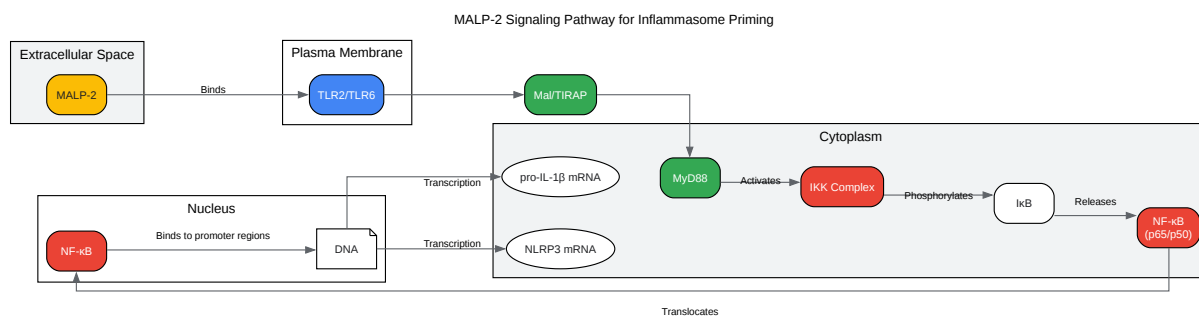 MALP-2 Signaling Pathway for Inflammasome Priming
Extracellular Space
MALP-2
Binds
Plasma Membrane
TLR2/TLR6
Mal/TIRAP
Cytoplasm
pro-IL-1β mRNA
NLRP3 mRNA
MyD88
Activates
IKK Complex
Phosphorylates
IκB
Releases
NF-κB
(p65/p50)
Nucleus
NF-κB
Binds to promoter regions
DNA
Transcription
Transcription
Translocates